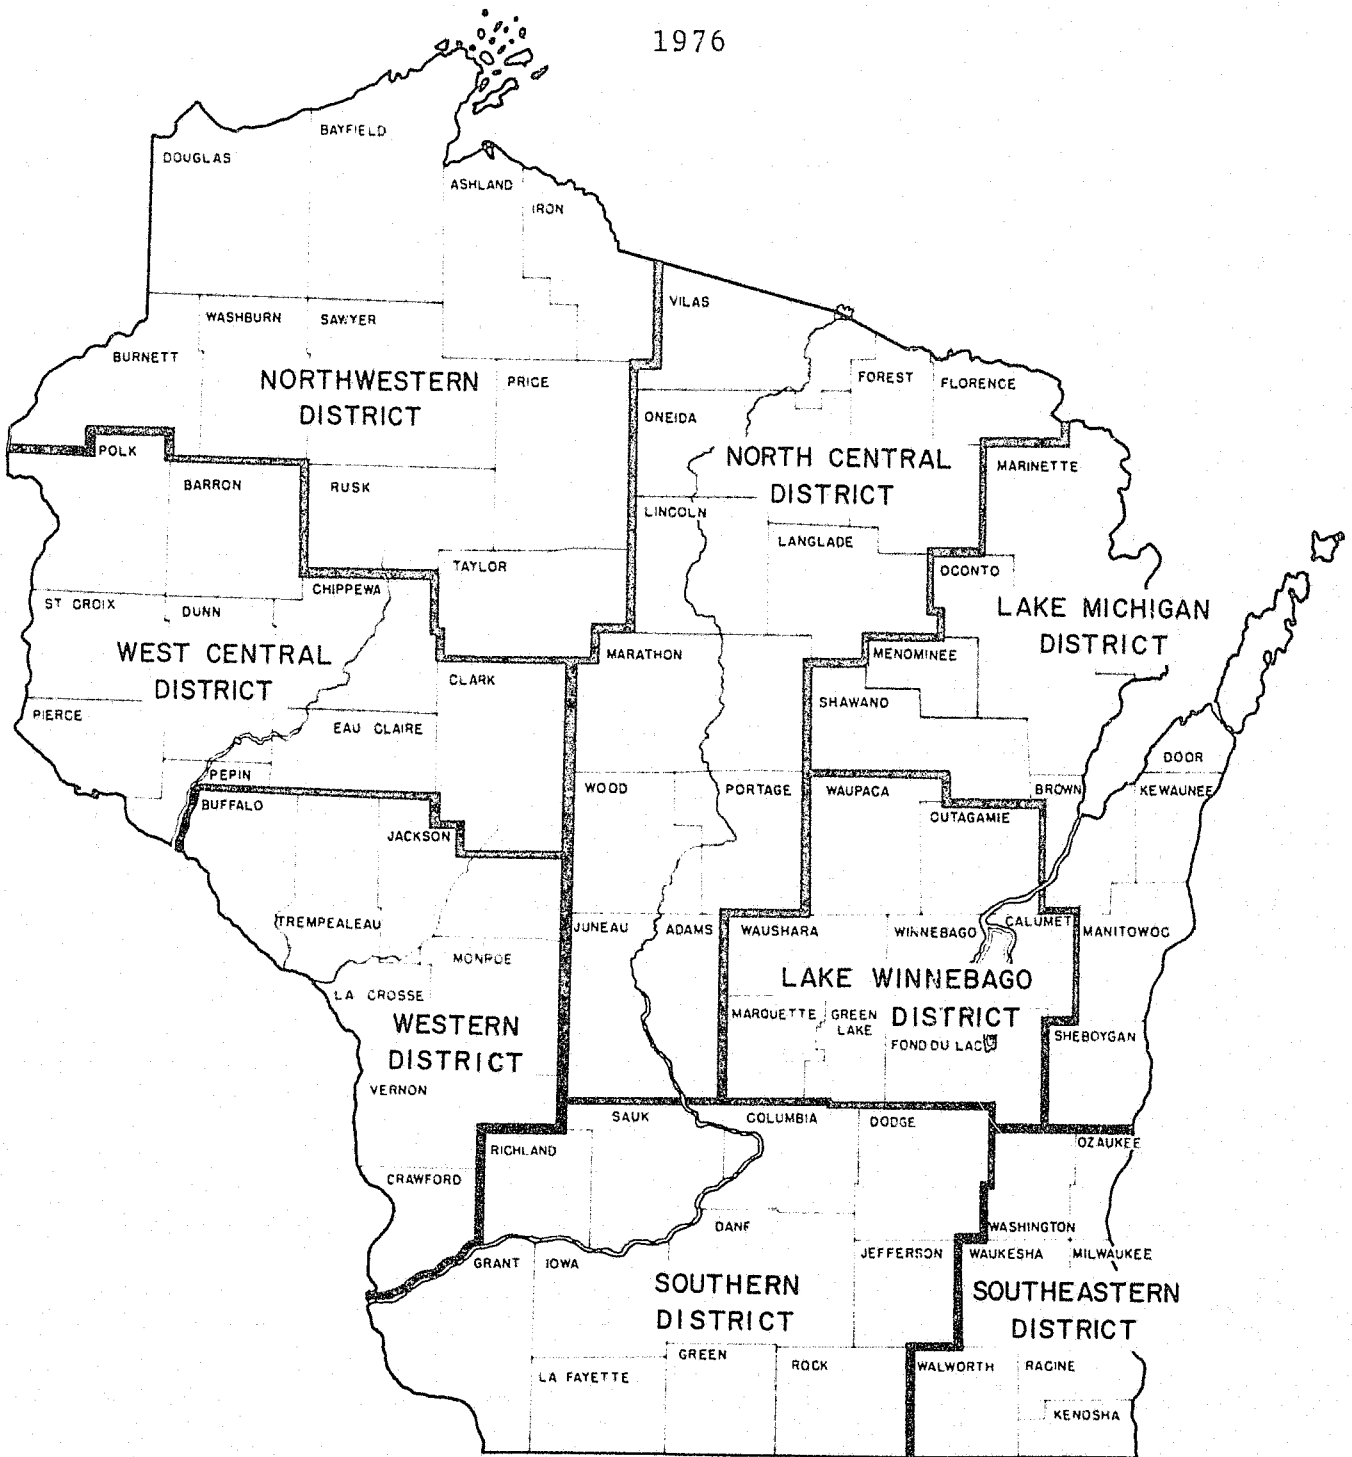 1976
BAYFIELD
DOUGLAS
ASHLAND
IRON
VILAS
WASHBURN
SAWYER
BURNETT
NORTHWESTERN
DISTRICT
PRICE
FOREST
FLORENCE
ONEIDA
POLK
NORTH CENTRAL
DISTRICT
MARINETTE
BARRON
RUSK
LINCOLN
LANGLADE
TAYLOR
OCONTO
CHIPPEWA
ST CROIX
DUNN
LAKE MICHIGAN
DISTRICT
WEST CENTRAL
DISTRICT
MARATHON
MENOMINEE
CLARK
SHAWANO
PIERCE
EAU CLAIRE
DOOR
PEPIN
WOOD
PORTAGE
WAUPACA
BROWN
KEWAUNEE
BUFFALO
OUTAGAMIE
JACKSON
TREMPEALEAU
JUNEAU
ADAMS
WAUSHARA
WINNEBAGO
CALUMET
MANITOWOC
MONROE
LAKE WINNEBAGO
DISTRICT
LA CROSSE
MARQUETTE
GREEN
LAKE
WESTERN
DISTRICT
FOND DU LAC
SHEBOYGAN
VERNON
SAUK
COLUMBIA
DODGE
RICHLAND
OZAUKEE
CRAWFORD
DANE
WASHINGTON
GRANT
IOWA
JEFFERSON
WAUKESHA
MILWAUKEE
SOUTHERN
DISTRICT
SOUTHEASTERN
DISTRICT
GREEN
ROCK
WALWORTH
RACINE
LA FAYETTE
KENOSHA